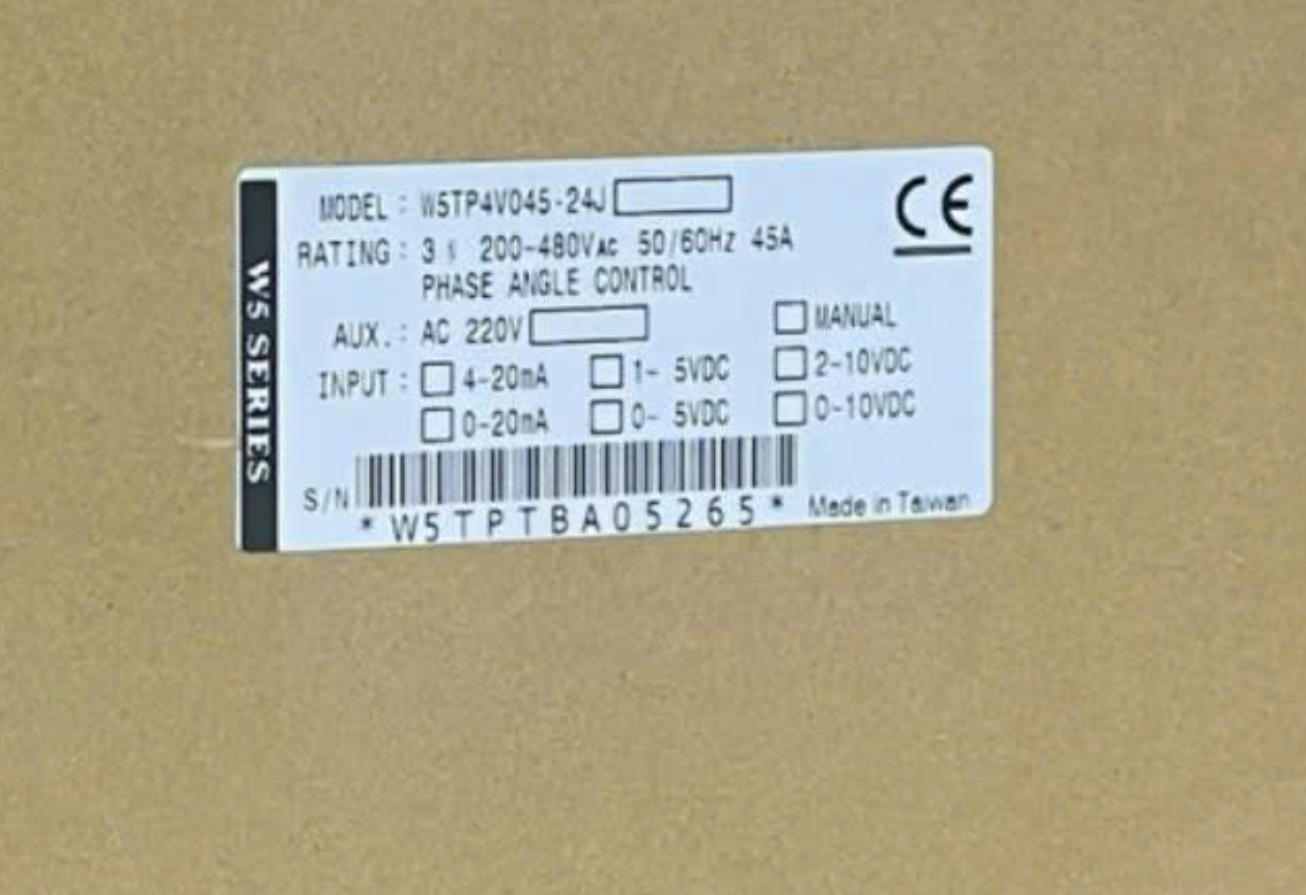 W5 SERIES
CE
MODEL : W5TP4V045-24J
RATING : 3 200-480VAC 50/60Hz 45A
PHASE ANGLE CONTROL
AUX. : AC 220V MANUAL
INPUT : 4-20mA 1- 5VDC 2-10VDC
0-20mA 0- 5VDC 0-10VDC
S/N
*W5TPTBA05265* Made in Taiwan